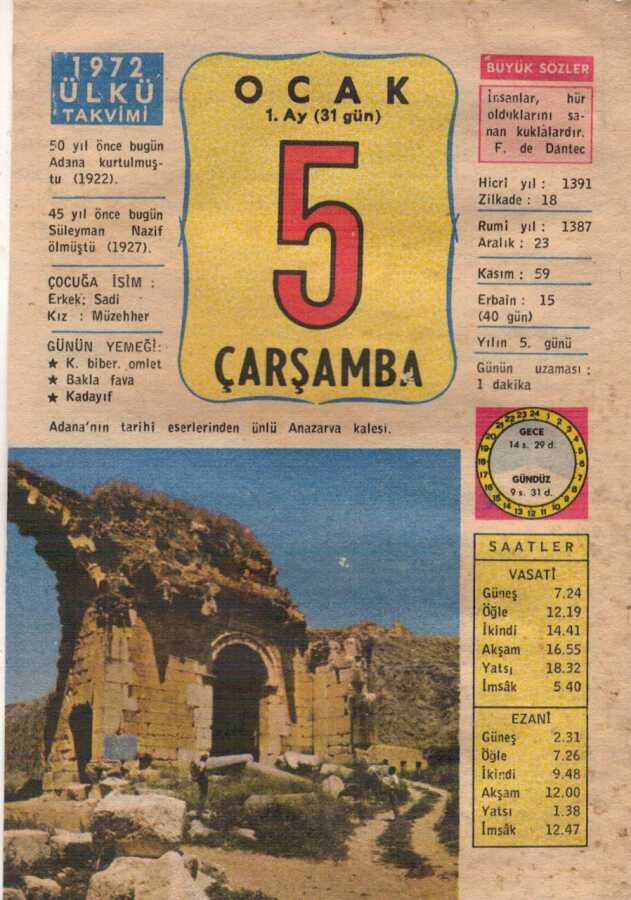 1972
ÜLKÜ
TAKVİMİ
50 yıl önce bugün
Adana kurtulmuş-
tu (1922).
45 yıl önce bugün
Süleyman Nazif
ölmüştü (1927).
ÇOCUĞA İSİM :
Erkek: Sadi
Kız : Müzehher
GÜNÜN YEMEĞİ:
★ K. biber. omlet
★ Bakla fava
★ Kadayıf
OCAK
1. Ay (31 gün)
5
ÇARŞAMBA
BÜYÜK SÖZLER
İnsanlar, hür
olduklarını sa-
nan kuklalardır.
F. de Dantec
Hicri yıl : 1391
Zilkade : 18
Rumi yıl : 1387
Aralık : 23
Kasım : 59
Erbain : 15
(40 gün)
Yılın 5. günü
Günün uzaması :
1 dakika
Adana'nın tarihi eserlerinden ünlü Anazarva kalesi.
GECE
14 s. 29 d.
GÜNDÜZ
9 s. 31 d.
SAATLER
VASATİ
Güneş 7.24
Öğle 12.19
İkindi 14.41
Akşam 16.55
Yatsı 18.32
İmsâk 5.40
EZANİ
Güneş 2.31
Öğle 7.26
İkindi 9.48
Akşam 12.00
Yatsı 1.38
İmsâk 12.47